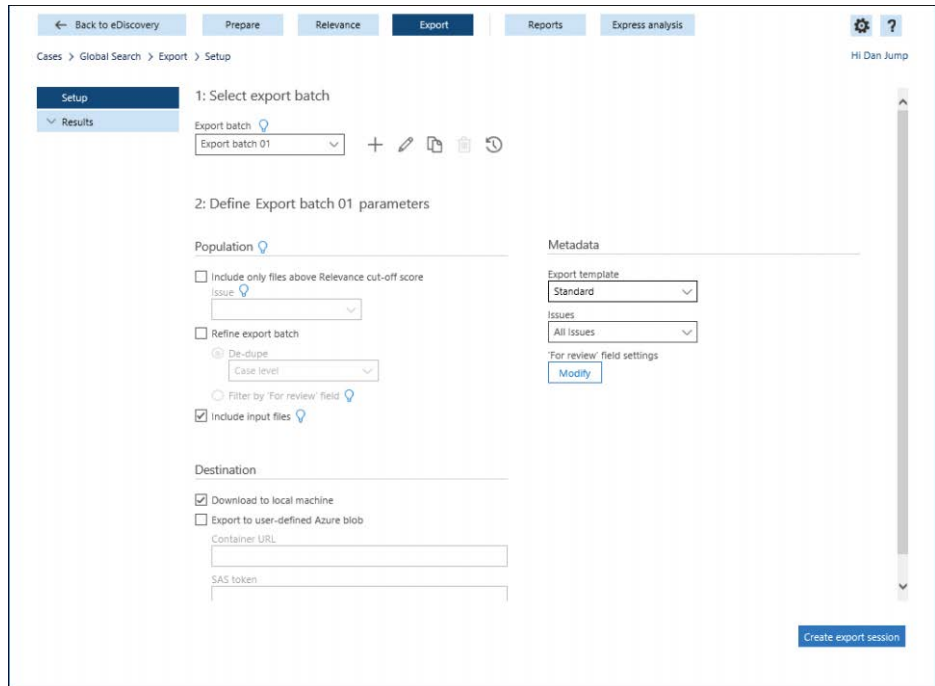 ← Back to eDiscovery
Prepare
Relevance
Export
Reports
Express analysis
?
Cases > Global Search > Export > Setup
Hi Dan Jump
Setup
Results
1: Select export batch
Export batch
Export batch 01
2: Define Export batch 01 parameters
Population
Include only files above Relevance cut-off score
Issue
Refine export batch
De-dupe
Case level
Filter by 'For review' field
Include input files
Metadata
Export template
Standard
Issues
All Issues
'For review' field settings
Modify
Destination
Download to local machine
Export to user-defined Azure blob
Container URL
SAS token
Create export session